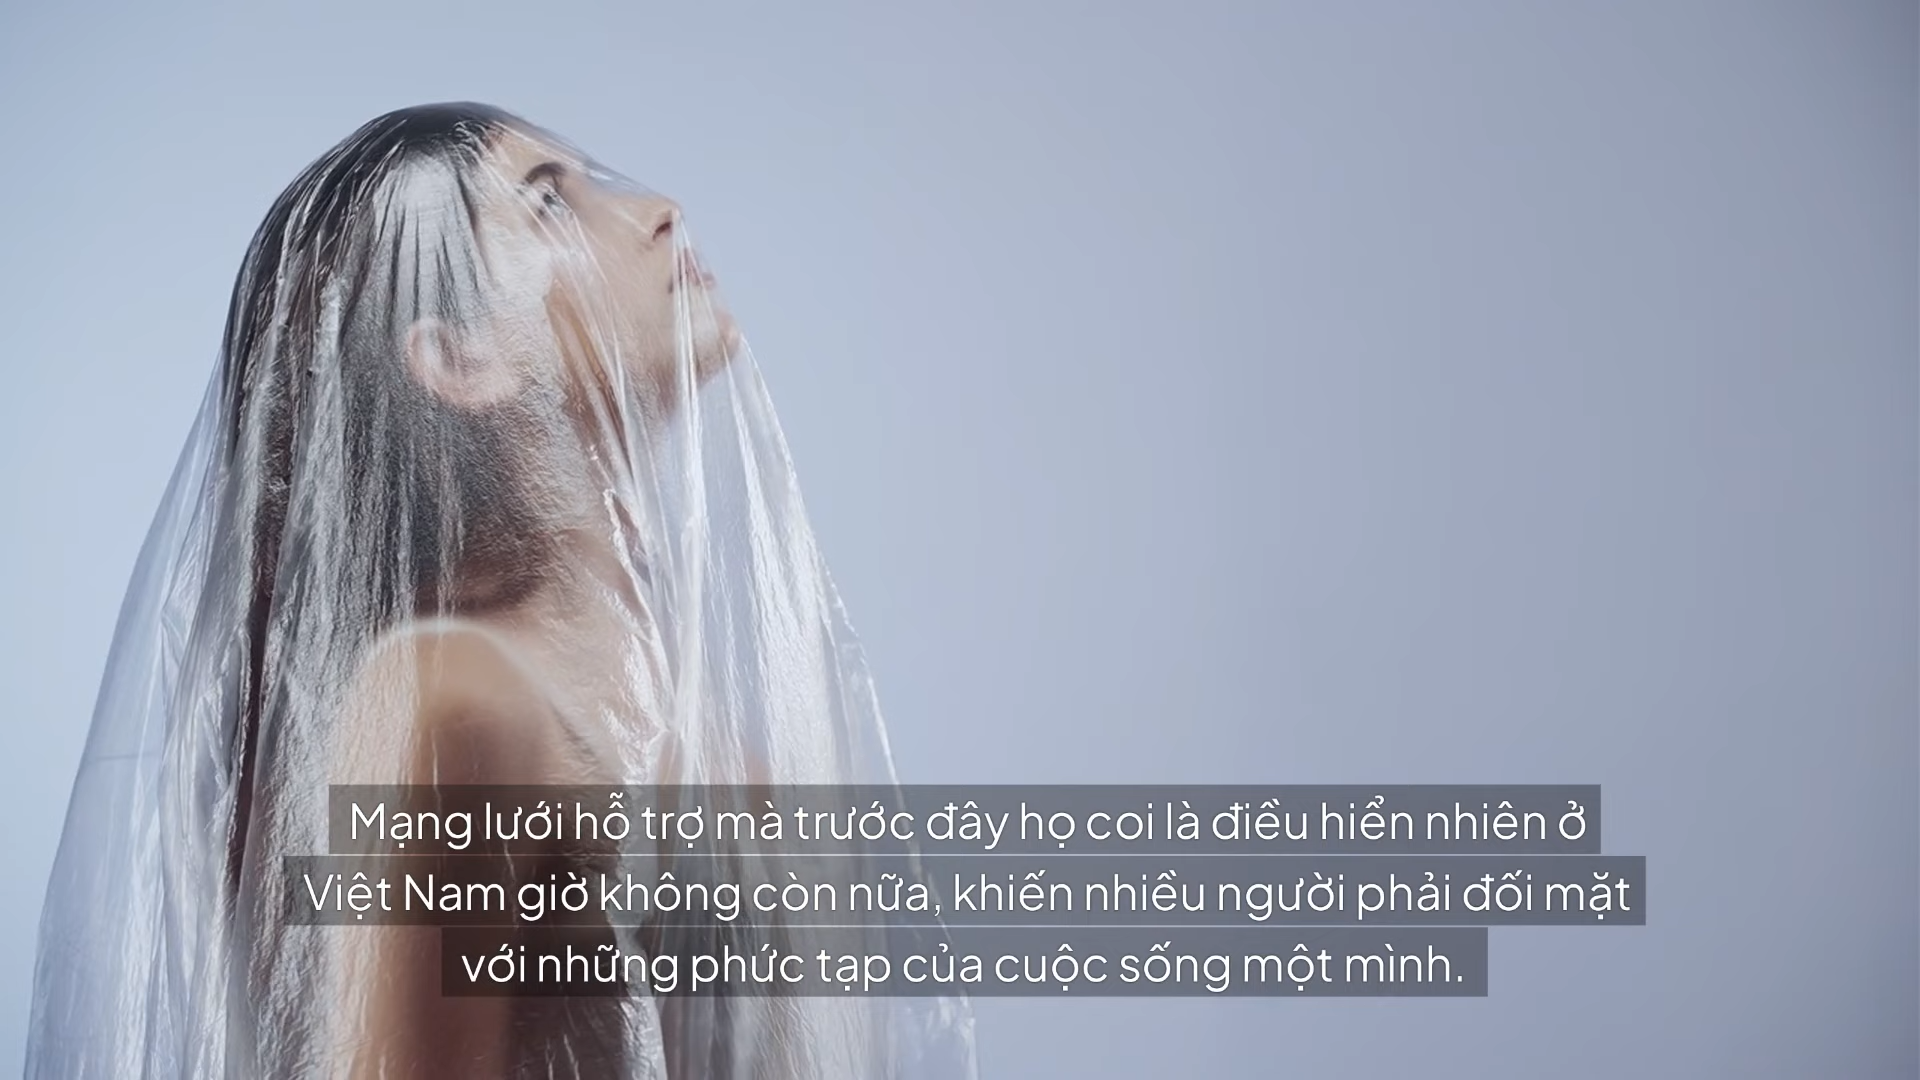 Mạng lưới hỗ trợ mà trước đây họ coi là điều hiển nhiên ở
Việt Nam giờ không còn nữa, khiến nhiều người phải đối mặt
với những phức tạp của cuộc sống một mình.